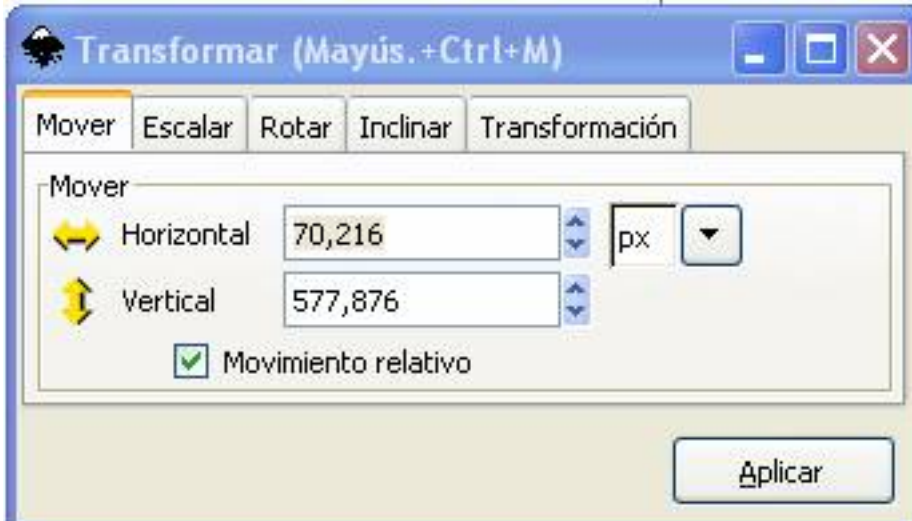 Transformar (Mayús.+Ctrl+M)
Mover Escalar Rotar Inclinar Transformación
Mover
Horizontal 70,216 px
Vertical 577,876
Movimiento relativo
Aplicar